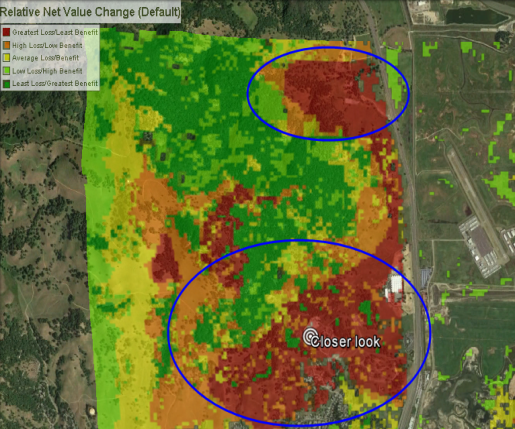 Relative Net Value Change (Default)
Greatest Loss/Least Benefit
High Loss/Low Benefit
Average Loss/Benefit
Low Loss/High Benefit
Least Loss/Greatest Benefit
Closer look